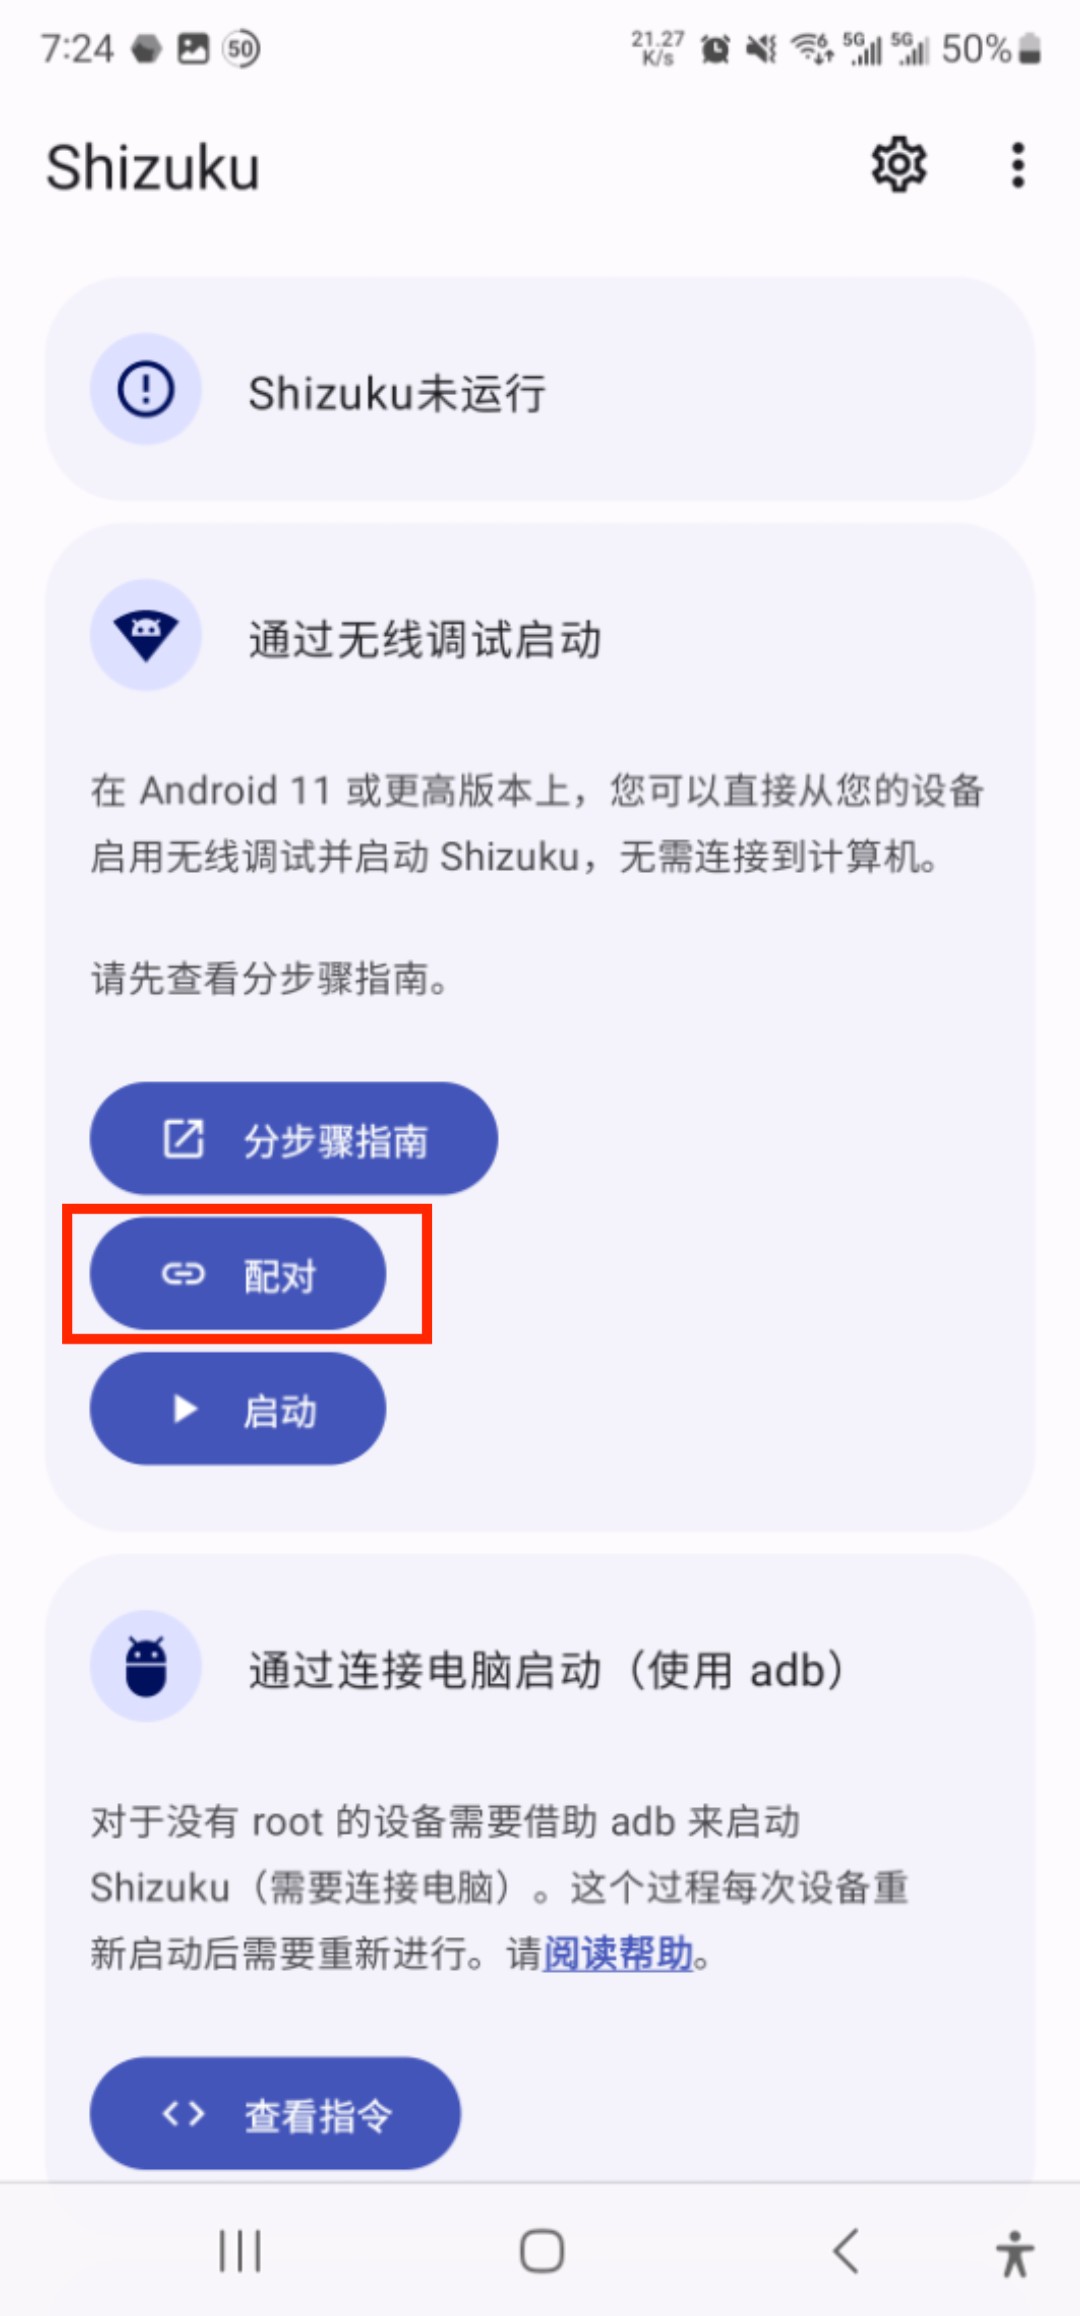 7:24 50 21.27 K/s 6 5G 5G 50%
Shizuku
Shizuku未运行
通过无线调试启动
在 Android 11 或更高版本上，您可以直接从您的设备
启用无线调试并启动 Shizuku，无需连接到计算机。
请先查看分步骤指南。
分步骤指南
配对
启动
通过连接电脑启动（使用 adb）
对于没有 root 的设备需要借助 adb 来启动
Shizuku（需要连接电脑）。这个过程每次设备重
新启动后需要重新进行。请阅读帮助。
查看指令